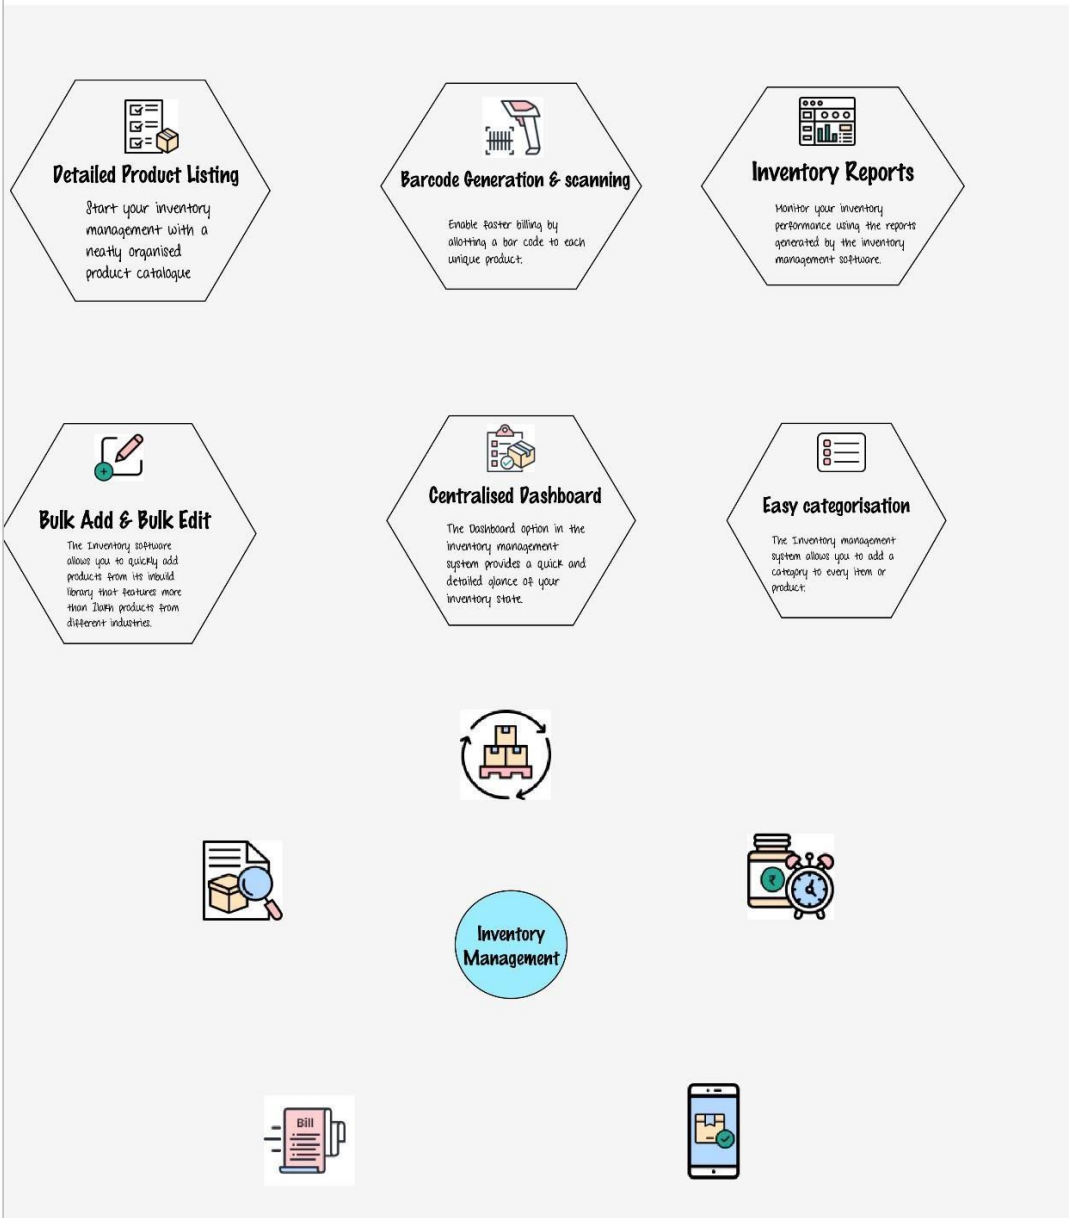 Detailed Product Listing
Start your inventory
management with a
neatly organised
product catalogue
Barcode Generation & scanning
Enable faster billing by
allotting a bar code to each
unique product.
Inventory Reports
Monitor your inventory
performance using the reports
generated by the inventory
management software.
Bulk Add & Bulk Edit
The Inventory software
allows you to quickly add
products from its inbuild
library that features more
than 1lakh products from
different industries.
Centralised Dashboard
The Dashboard option in the
inventory management
system provides a quick and
detailed glance of your
inventory state.
Easy categorisation
The Inventory management
system allows you to add a
category to every item or
product.
₹
Inventory
Management
Bill